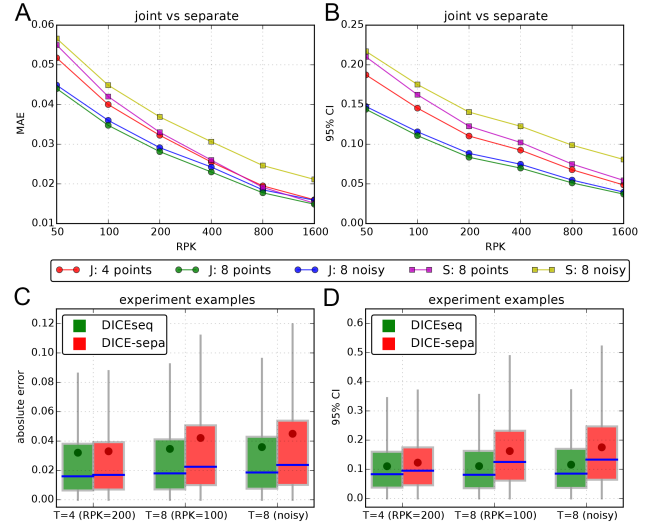 A
joint vs separate
0.06
0.05
0.04
0.03
0.02
0.01
MAE
50 100 200 400 800 1600
RPK
B
joint vs separate
0.25
0.20
0.15
0.10
0.05
0.00
95% CI
50 100 200 400 800 1600
RPK
J: 4 points J: 8 points J: 8 noisy S: 8 points S: 8 noisy
C
experiment examples
DICEseq
DICE-sepa
0.12
0.10
0.08
0.06
0.04
0.02
0.00
aboslute error
T=4 (RPK=200) T=8 (RPK=100) T=8 (noisy)
D
experiment examples
DICEseq
DICE-sepa
0.6
0.5
0.4
0.3
0.2
0.1
0.0
95% CI
T=4 (RPK=200) T=8 (RPK=100) T=8 (noisy)